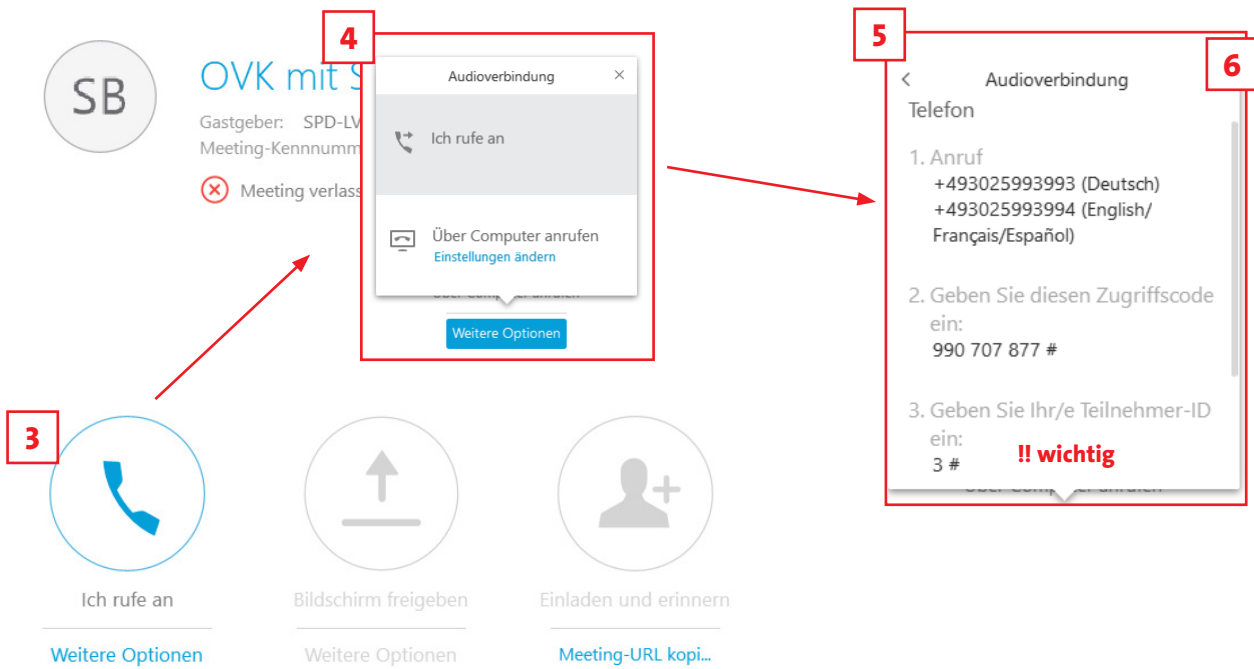 SB
OVK mit S
Gastgeber: SPD-LV
Meeting-Kennnumm
Meeting verlass
4
Audioverbindung
Ich rufe an
Über Computer anrufen
Einstellungen ändern
Weitere Optionen
5
6
Audioverbindung
Telefon
1. Anruf
+493025993993 (Deutsch)
+493025993994 (English/
Français/Español)
2. Geben Sie diesen Zugriffscode
ein:
990 707 877 #
3. Geben Sie Ihr/e Teilnehmer-ID
ein:
3 #
!! wichtig
3
Ich rufe an
Weitere Optionen
Bildschirm freigeben
Weitere Optionen
Einladen und erinnern
Meeting-URL kopi...